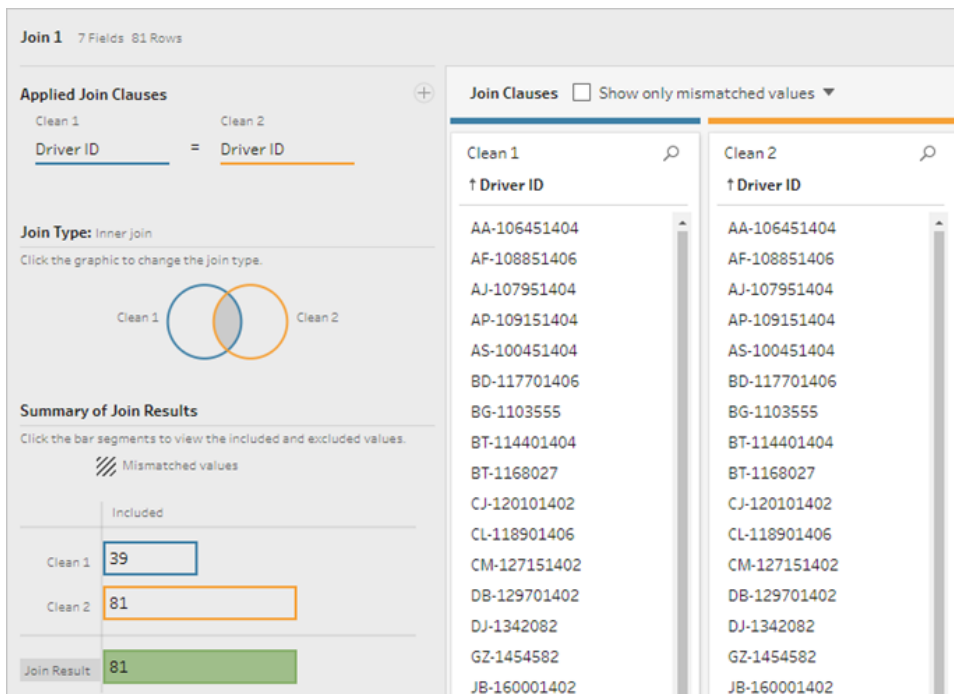 Join 1 7 Fields 81 Rows
Applied Join Clauses
Clean 1 Clean 2
Driver ID = Driver ID
Join Type: Inner join
Click the graphic to change the join type.
Clean 1 Clean 2
Summary of Join Results
Click the bar segments to view the included and excluded values.
Mismatched values
Included
Clean 1 39
Clean 2 81
Join Result 81
Join Clauses Show only mismatched values
Clean 1 Clean 2
Driver ID Driver ID
AA-106451404 AA-106451404
AF-108851406 AF-108851406
AJ-107951404 AJ-107951404
AP-109151404 AP-109151404
AS-100451404 AS-100451404
BD-117701406 BD-117701406
BG-1103555 BG-1103555
BT-114401404 BT-114401404
BT-1168027 BT-1168027
CJ-120101402 CJ-120101402
CL-118901406 CL-118901406
CM-127151402 CM-127151402
DB-129701402 DB-129701402
DJ-1342082 DJ-1342082
GZ-1454582 GZ-1454582
JB-160001402 JB-160001402